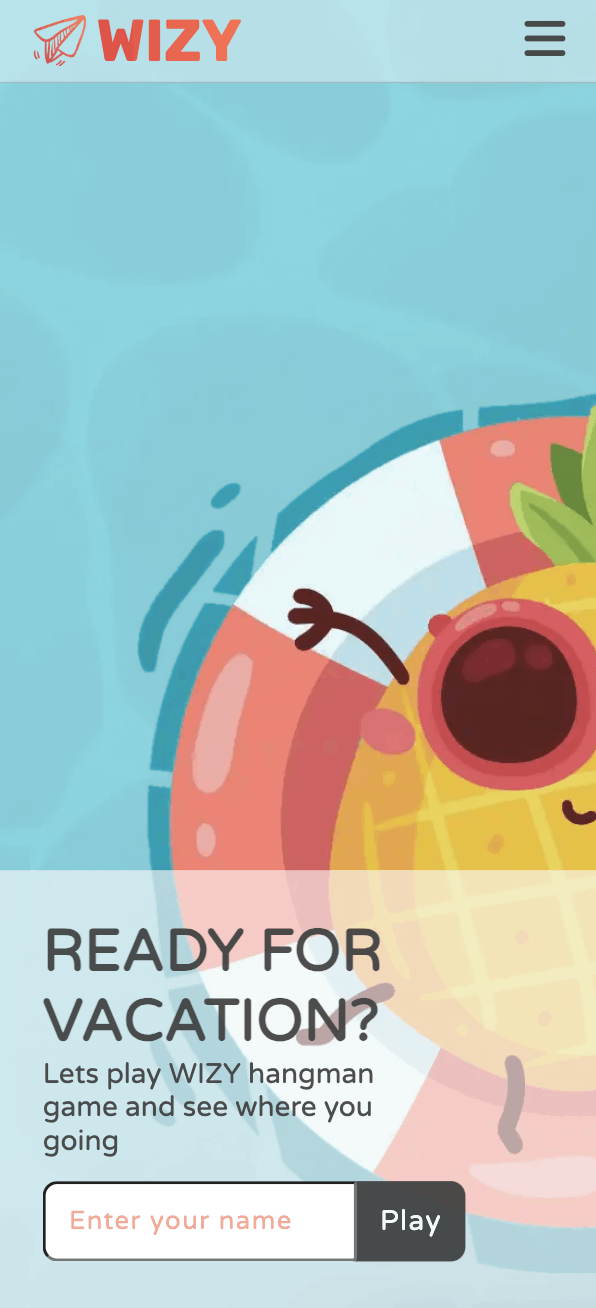 WIZY
READY FOR
VACATION?
Lets play WIZY hangman
game and see where you
going
Enter your name
Play